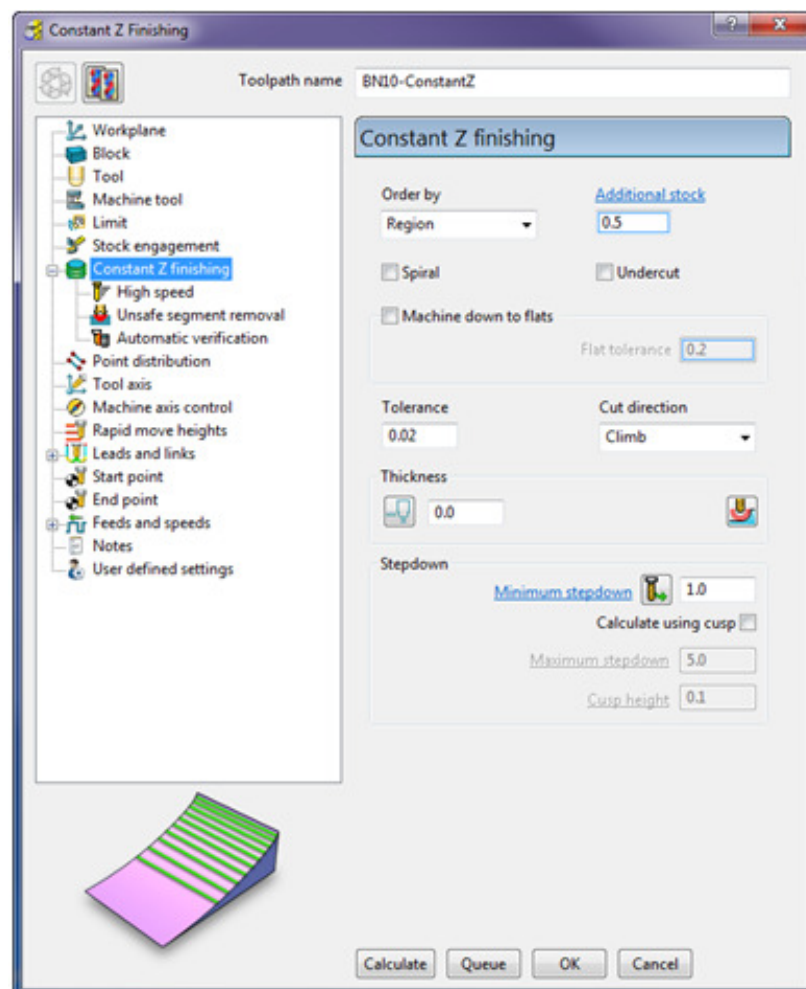 Constant Z Finishing
Toolpath name BN10-ConstantZ
Workplane
Block
Tool
Machine tool
Limit
Stock engagement
Constant Z finishing
High speed
Unsafe segment removal
Automatic verification
Point distribution
Tool axis
Machine axis control
Rapid move heights
Leads and links
Start point
End point
Feeds and speeds
Notes
User defined settings
Constant Z finishing
Order by Additional stock
Region 0.5
Spiral Undercut
Machine down to flats
Flat tolerance 0.2
Tolerance Cut direction
0.02 Climb
Thickness
0.0
Stepdown
Minimum stepdown 1.0
Calculate using cusp
Maximum stepdown 5.0
Cusp height 0.1
Calculate Queue OK Cancel